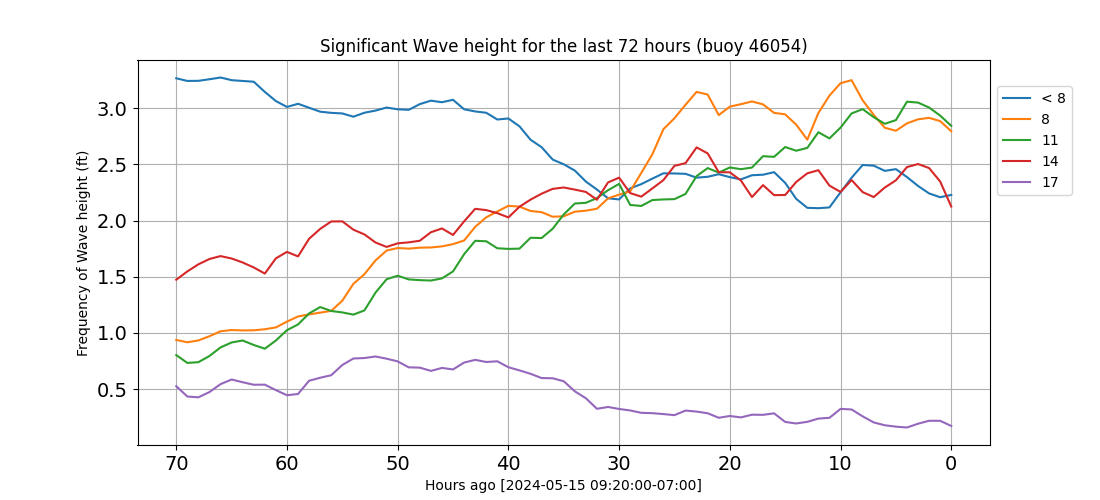 Significant Wave height for the last 72 hours (buoy 46054)
Frequency of Wave height (ft)
3.0
2.5
2.0
1.5
1.0
0.5
70 60 50 40 30 20 10 0
Hours ago [2024-05-15 09:20:00-07:00]
< 8
8
11
14
17